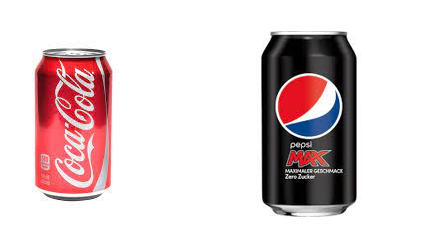 Coca-Cola
pepsi
MAX
MAXIMALER GESCHMACK
Zero Zucker